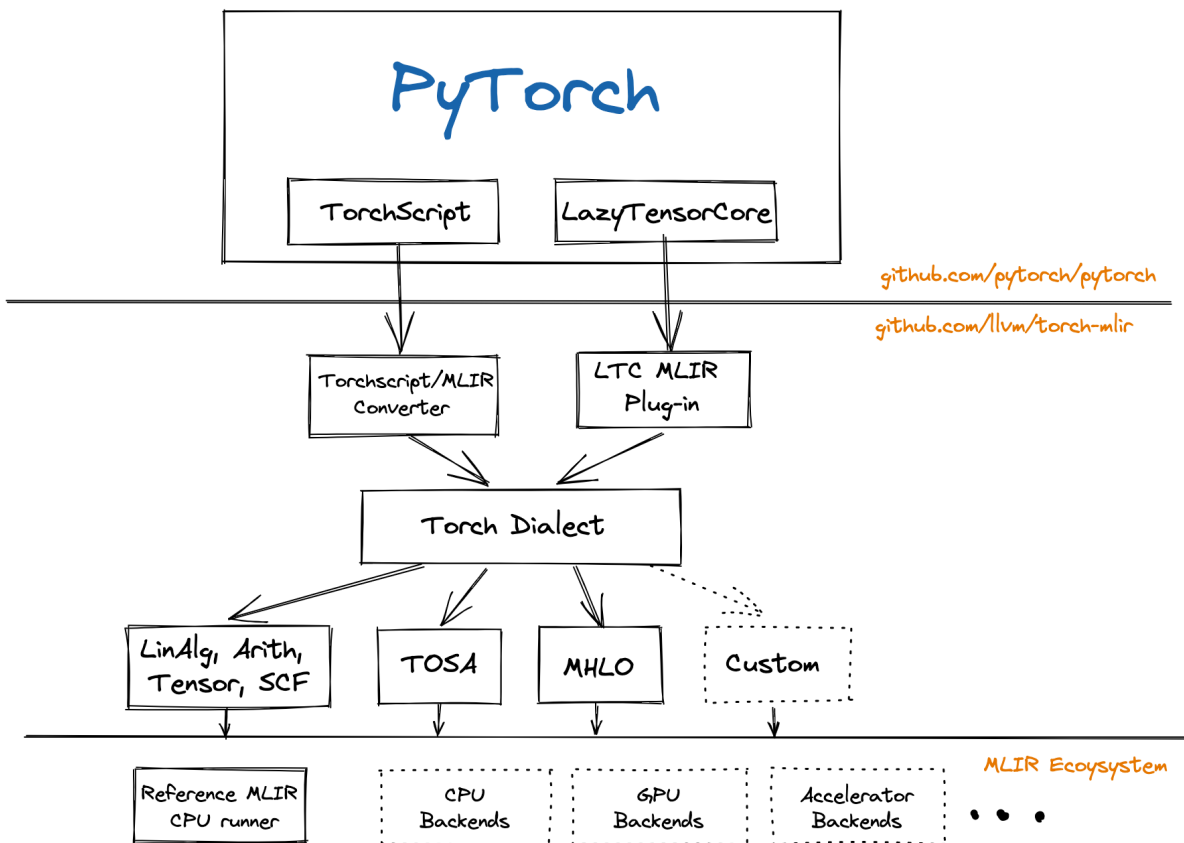 PyTorch
TorchScript
LazyTensorCore
github.com/pytorch/pytorch
github.com/llvm/torch-mlir
Torchscript/MLIR
Converter
LTC MLIR
Plug-in
Torch Dialect
LinAlg, Arith,
Tensor, SCF
TOSA
MHLO
Custom
MLIR Ecoysystem
Reference MLIR
CPU runner
CPU
Backends
GPU
Backends
Accelerator
Backends